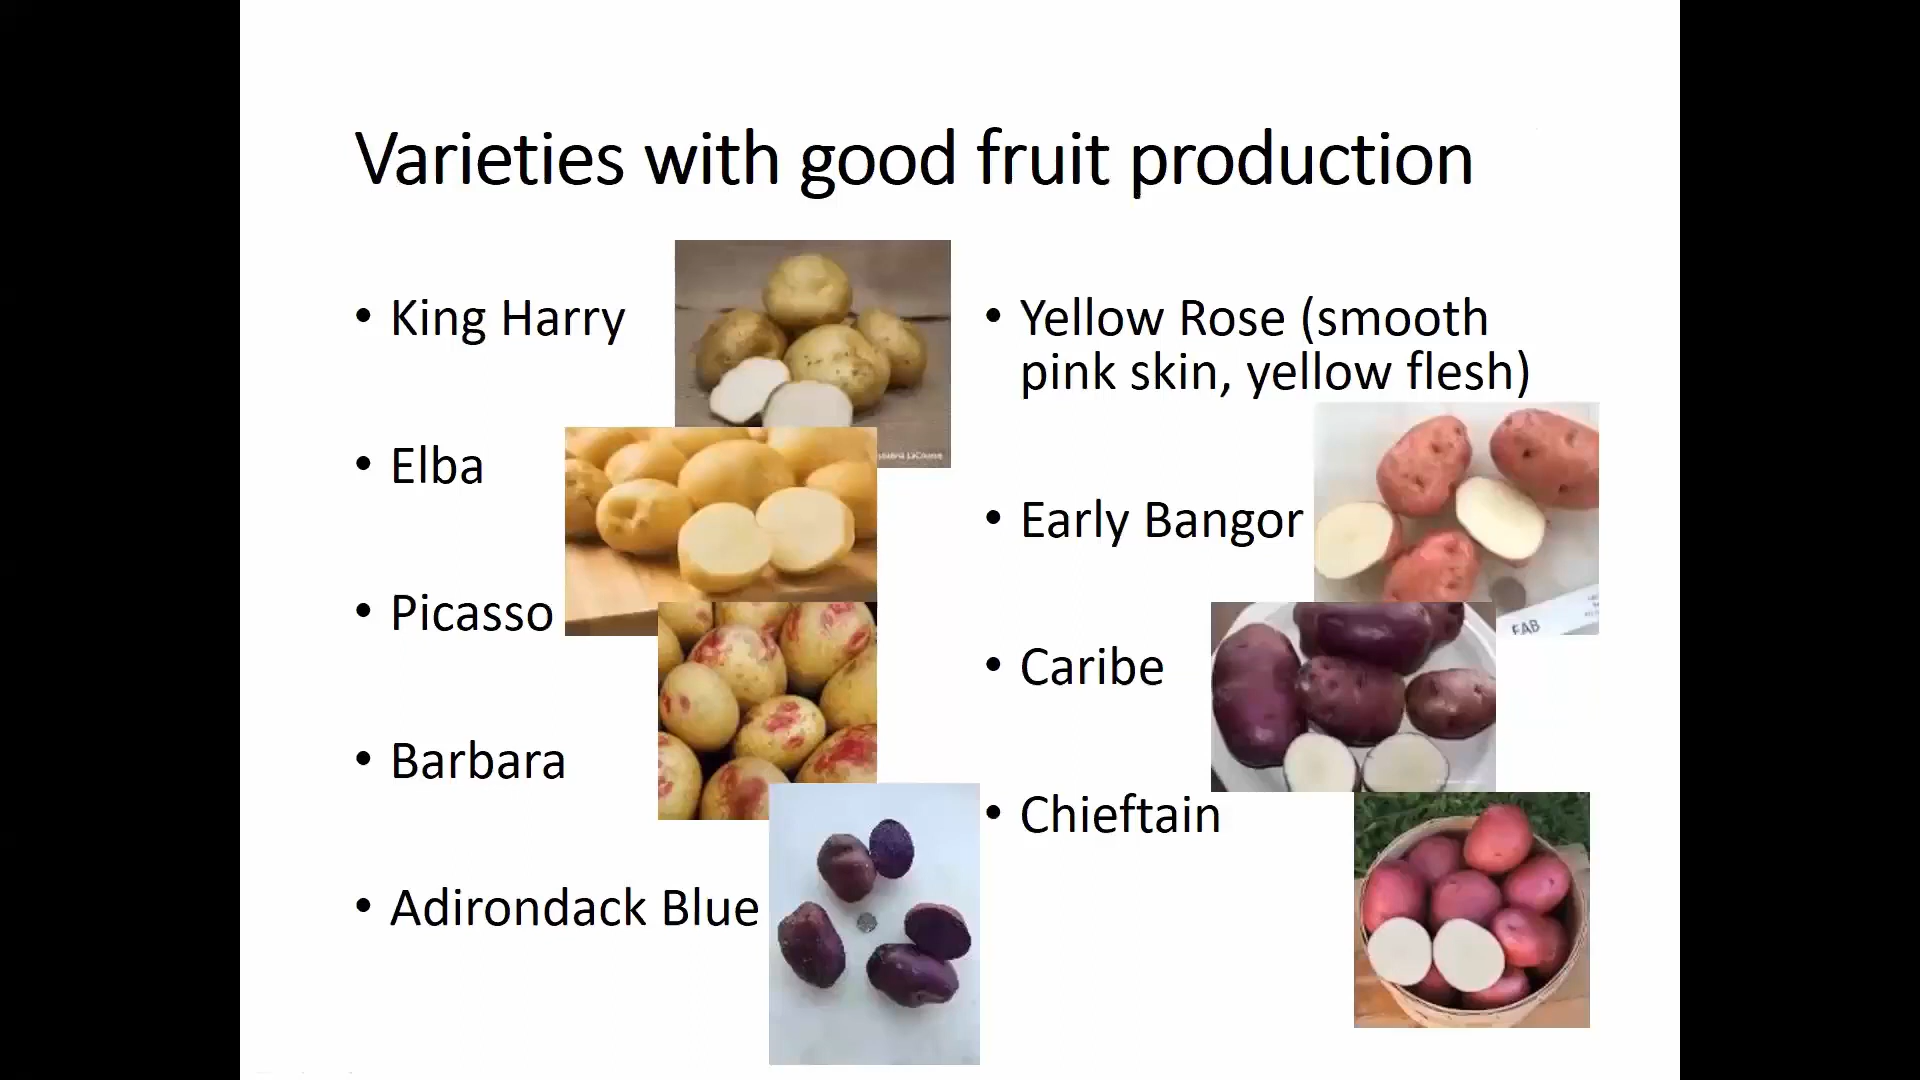 Varieties with good fruit production
• King Harry
• Elba
• Picasso
• Barbara
• Adirondack Blue
• Yellow Rose (smooth
pink skin, yellow flesh)
• Early Bangor
• Caribe
• Chieftain
FAB